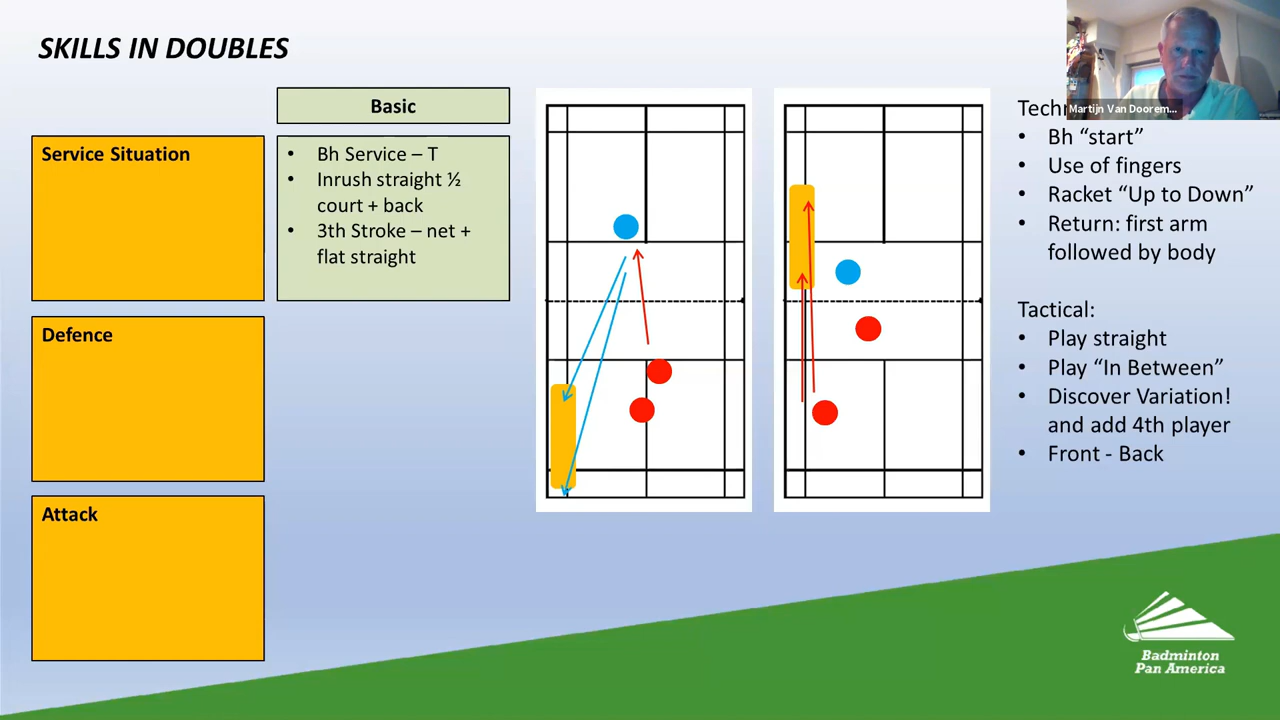 SKILLS IN DOUBLES
Basic
Service Situation
• Bh Service – T
• Inrush straight ½
court + back
• 3th Stroke – net +
flat straight
Defence
Attack
Martijn Van Doorem...
• Bh “start”
• Use of fingers
• Racket “Up to Down”
• Return: first arm
followed by body
Tactical:
• Play straight
• Play “In Between”
• Discover Variation!
and add 4th player
• Front - Back
Badminton
Pan America